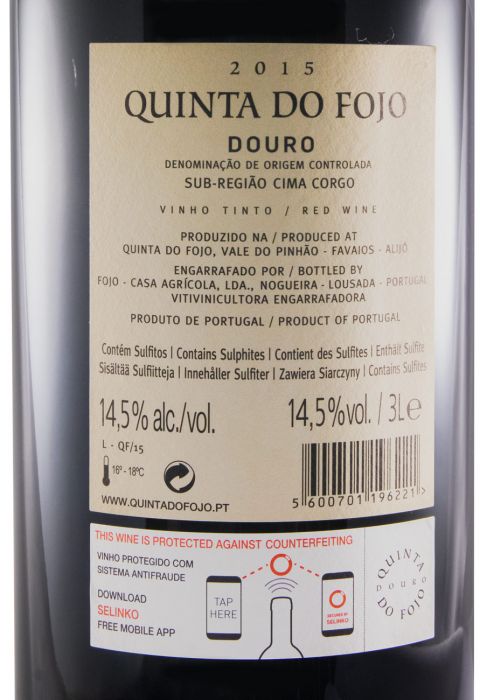 2015
QUINTA DO FOJO
DOURO
DENOMINAÇÃO DE ORIGEM CONTROLADA
SUB-REGIÃO CIMA CORGO
VINHO TINTO / RED WINE
PRODUZIDO NA / PRODUCED AT
QUINTA DO FOJO, VALE DO PINHÃO - FAVAIOS - ALIJÓ
ENGARRAFADO POR / BOTTLED BY
FOJO - CASA AGRÍCOLA, LDA., NOGUEIRA - LOUSADA - PORTUGAL
VITIVINICULTORA ENGARRAFADORA
PRODUTO DE PORTUGAL / PRODUCT OF PORTUGAL
Contém Sulfitos | Contains Sulphites | Contient des Sulfites | Enthält Sulfite
Sisältää Sulfiitteja | Innehåller Sulfiter | Zawiera Siarczyny | Contains Sulfites
14,5% alc./vol. 14,5%vol. / 3Le
L - QF/15
16º - 18ºC
5 600701 196221 >
WWW.QUINTADOFOJO.PT
THIS WINE IS PROTECTED AGAINST COUNTERFEITING
VINHO PROTEGIDO COM
SISTEMA ANTIFRAUDE
DOWNLOAD
SELINKO
FREE MOBILE APP
TAP
HERE
SECURED BY
SELINKO
QUINTA
DOURO
DO FOJO